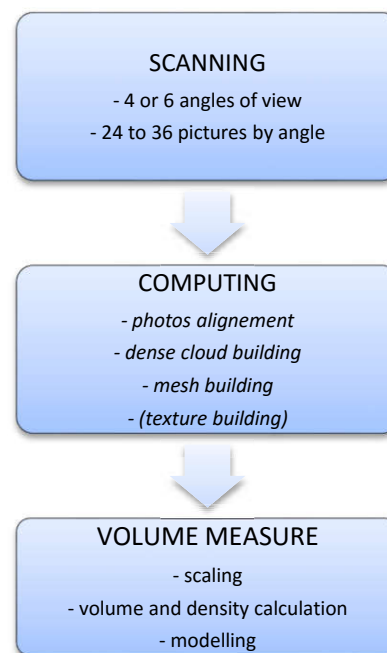 SCANNING
- 4 or 6 angles of view
- 24 to 36 pictures by angle
COMPUTING
- photos alignement
- dense cloud building
- mesh building
- (texture building)
VOLUME MEASURE
- scaling
- volume and density calculation
- modelling